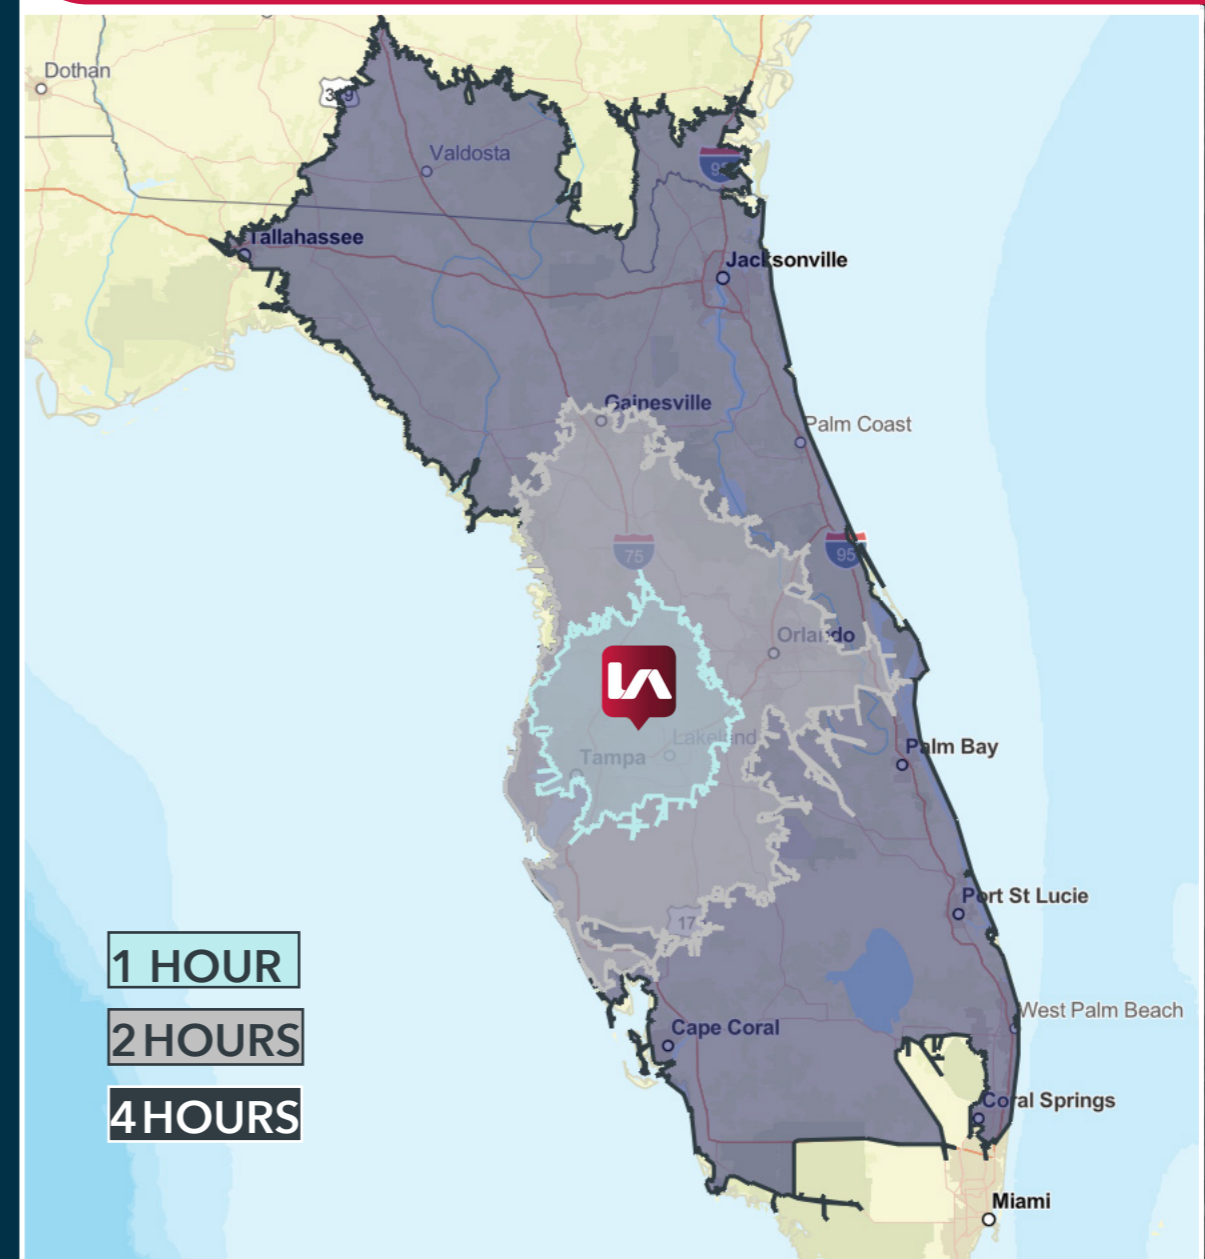 Dothan
319
Valdosta
95
Tallahassee
Jacksonville
Gainesville
Palm Coast
75
95
Orlando
LA
Lakeland
Tampa
Palm Bay
Port St Lucie
17
1 HOUR
2 HOURS
4 HOURS
West Palm Beach
Cape Coral
Coral Springs
Miami